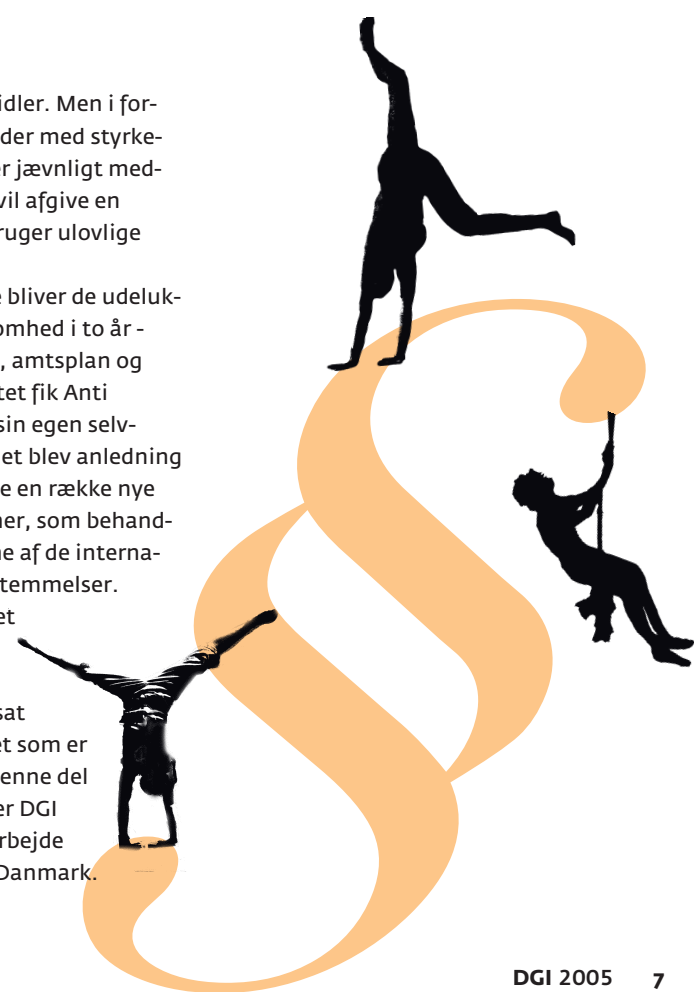 idler. Men i for-
der med styrke-
r jævnligt med-
vil afgive en
ruger ulovlige
e bliver de udeluk-
omhed i to år -
, amtsplan og
tet fik Anti
sin egen selv-
et blev anledning
e en række nye
ner, som behand-
ne af de interna-
temmelser.
et
sat
et som er
enne del
er DGI
rbejde
Danmark.
§
DGI 2005 7